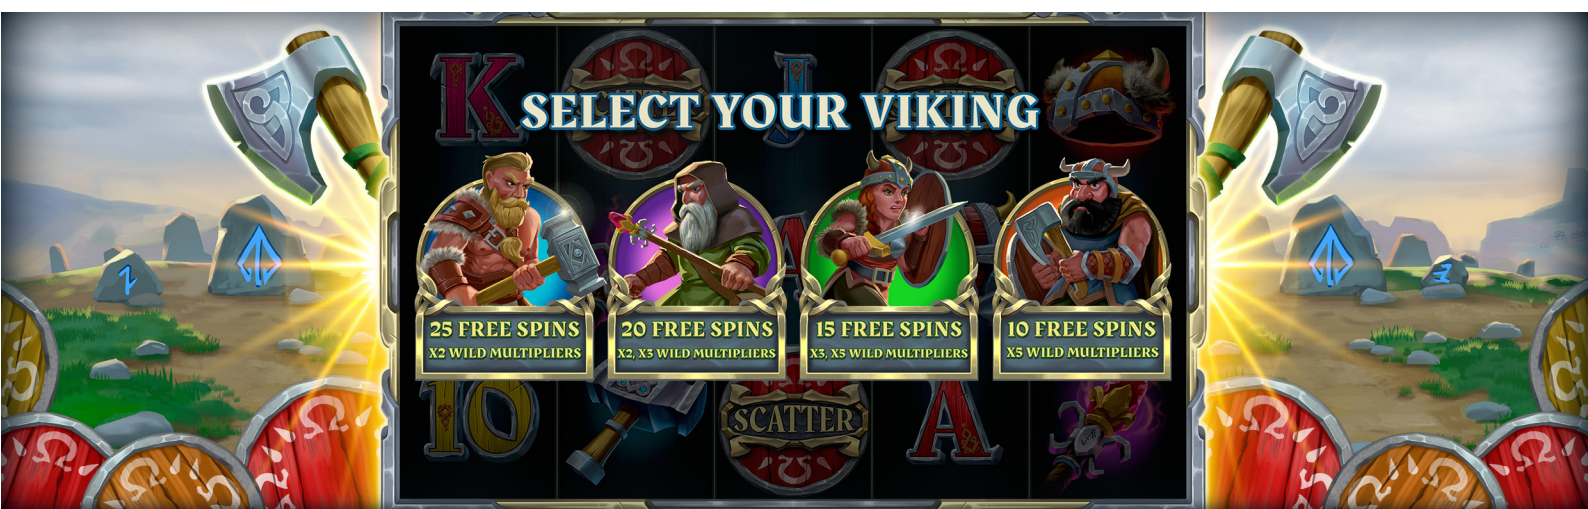 K
J
SELECT YOUR VIKING
25 FREE SPINS
X2 WILD MULTIPLIERS
20 FREE SPINS
X2, X3 WILD MULTIPLIERS
15 FREE SPINS
X3, X5 WILD MULTIPLIERS
10 FREE SPINS
X5 WILD MULTIPLIERS
10
SCATTER
A